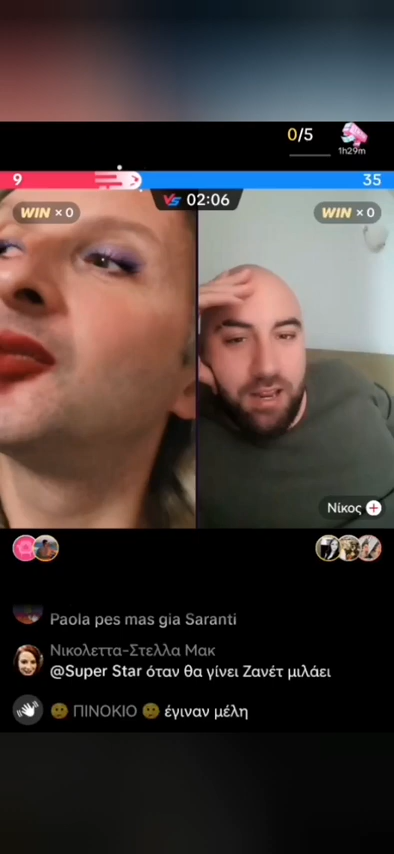 0/5
1h29m
9
35
VS 02:06
WIN × 0
WIN × 0
Νίκος
Paola pes mas gia Saranti
Νικολεττα-Στελλα Μακ
@Super Star όταν θα γίνει Ζανέτ μιλάει
ΠΙΝΟΚΙΟ έγιναν μέλη